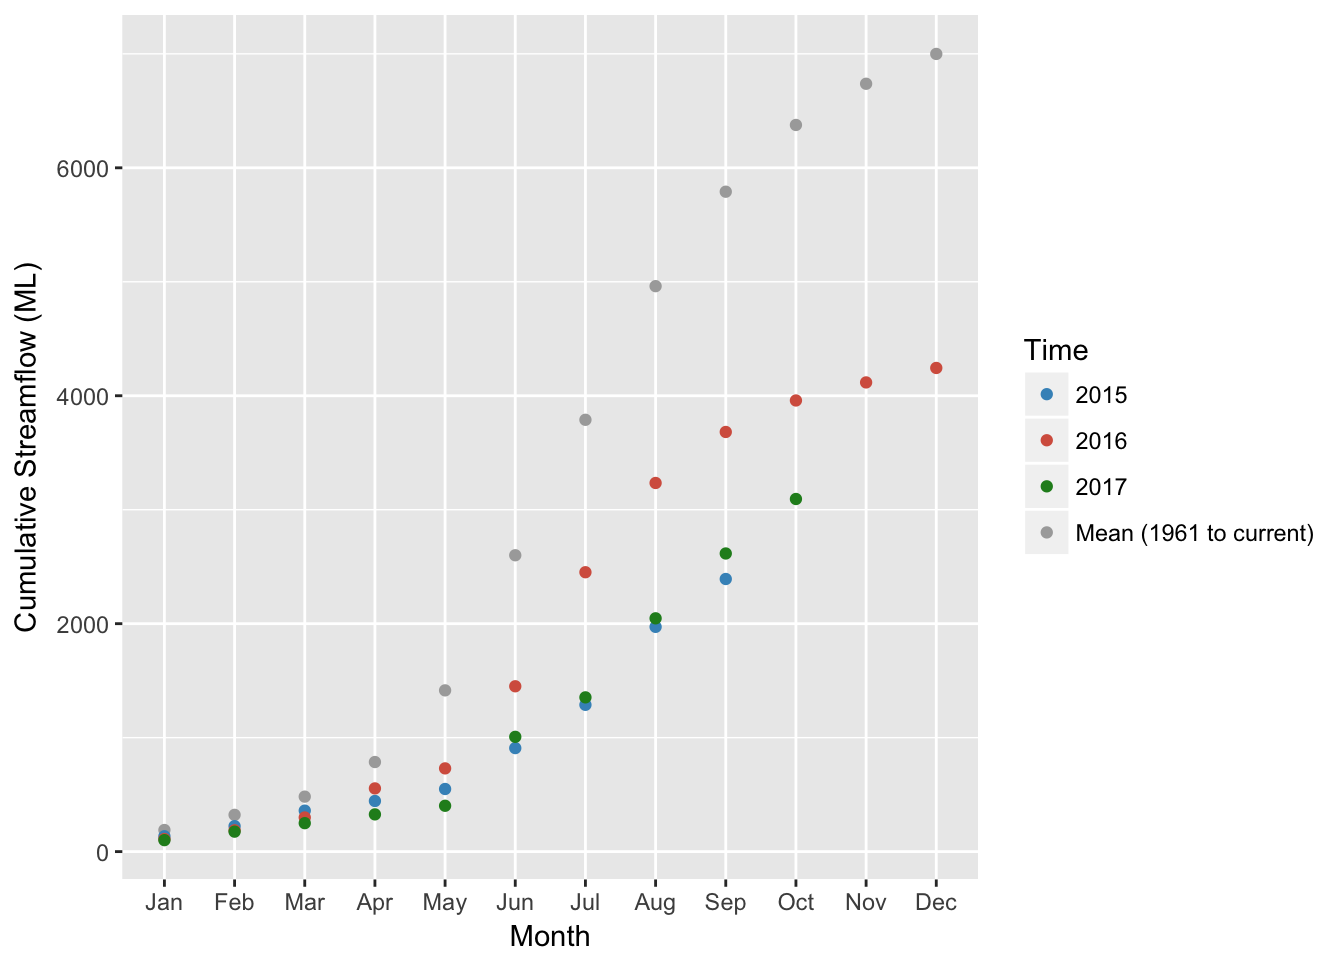 Cumulative Streamflow (ML)
6000
4000
2000
0
Jan Feb Mar Apr May Jun Jul Aug Sep Oct Nov Dec
Month
Time
2015
2016
2017
Mean (1961 to current)